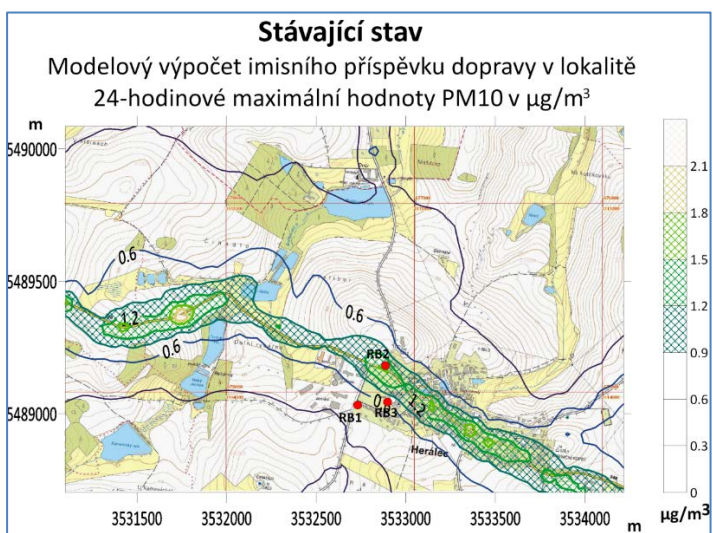 Stávající stav
Modelový výpočet imisního příspěvku dopravy v lokalitě
24-hodinové maximální hodnoty PM10 v µg/m³
m
5490000
5489500
5489000
0.6
0.6
1.2
0.6
RB2
1.2
RB1
RB3
Herálec
3531500
3532000
3532500
3533000
3533500
3534000
m
2.1
1.8
1.5
1.2
0.9
0.6
0.3
0
µg/m³